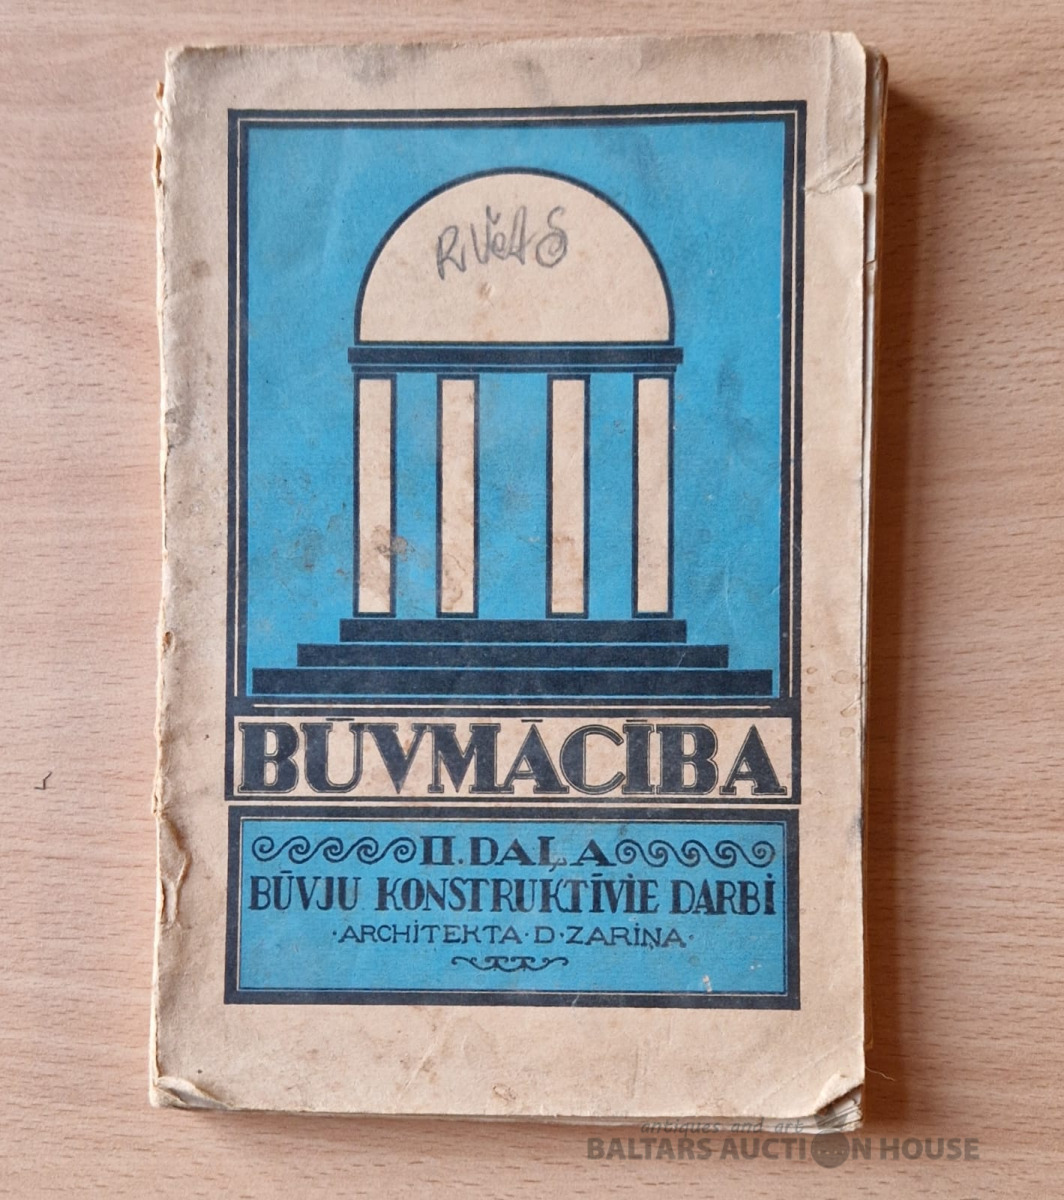 BŪVMĀCĪBA
II. DAĻA
BŪVJU KONSTRUKTĪVIE DARBI
·ARCHITEKTA·D·ZARIŅA·
antiques and art
BALTARS AUCTION HOUSE